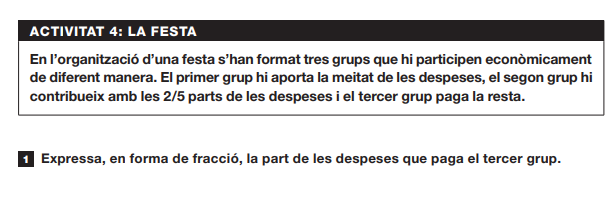 ACTIVITAT 4: LA FESTA
En l'organització d'una festa s'han format tres grups que hi participen econòmicament
de diferent manera. El primer grup hi aporta la meitat de les despeses, el segon grup hi
contribueix amb les 2/5 parts de les despeses i el tercer grup paga la resta.
1 Expressa, en forma de fracció, la part de les despeses que paga el tercer grup.